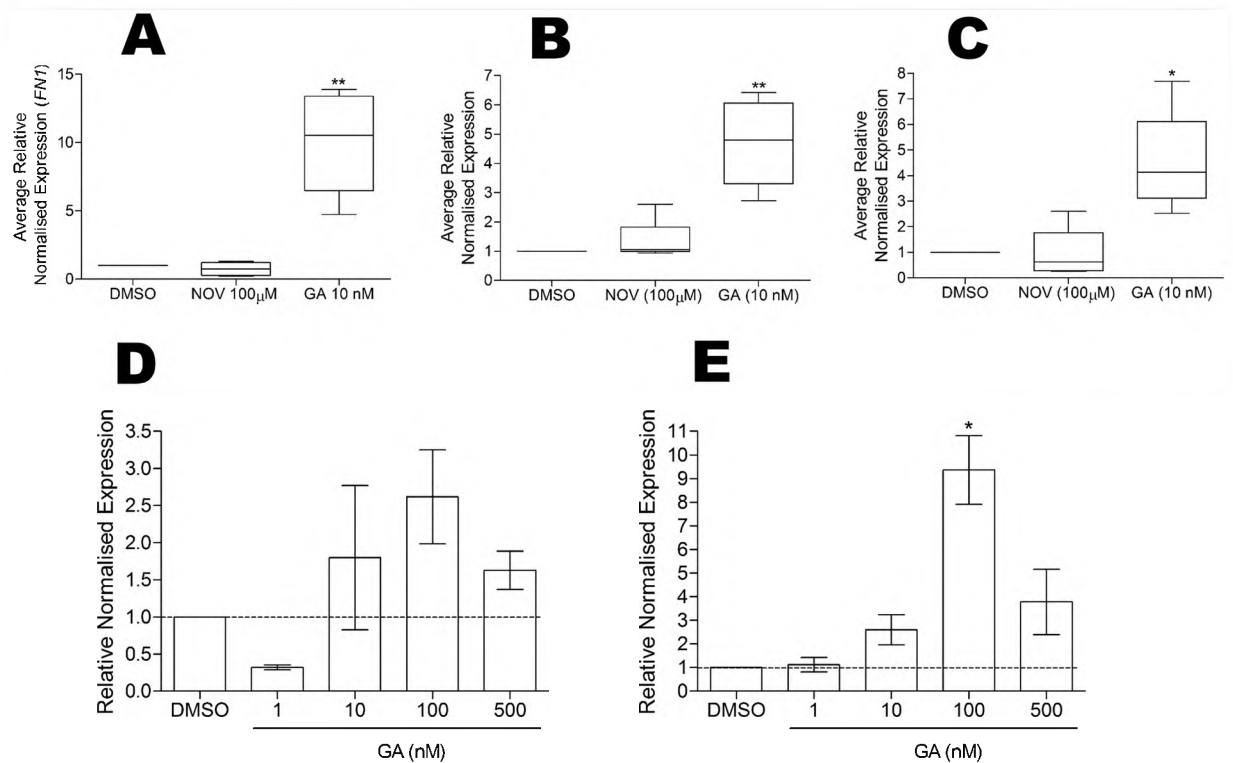 A
B
C
Average Relative
Normalised Expression (FN1)
15
10
5
0
**
DMSO
NOV 100µM
GA 10 nM
Average Relative
Normalised Expression
7
6
5
4
3
2
1
0
**
DMSO
NOV (100µM)
GA (10 nM)
Average Relative
Normalised Expression
8
7
6
5
4
3
2
1
0
*
DMSO
NOV (100µM)
GA (10 nM)
D
E
Relative Normalised Expression
3.5
3.0
2.5
2.0
1.5
1.0
0.5
0.0
DMSO
1
10
100
500
GA (nM)
Relative Normalised Expression
11
10
9
8
7
6
5
4
3
2
1
0
*
DMSO
1
10
100
500
GA (nM)